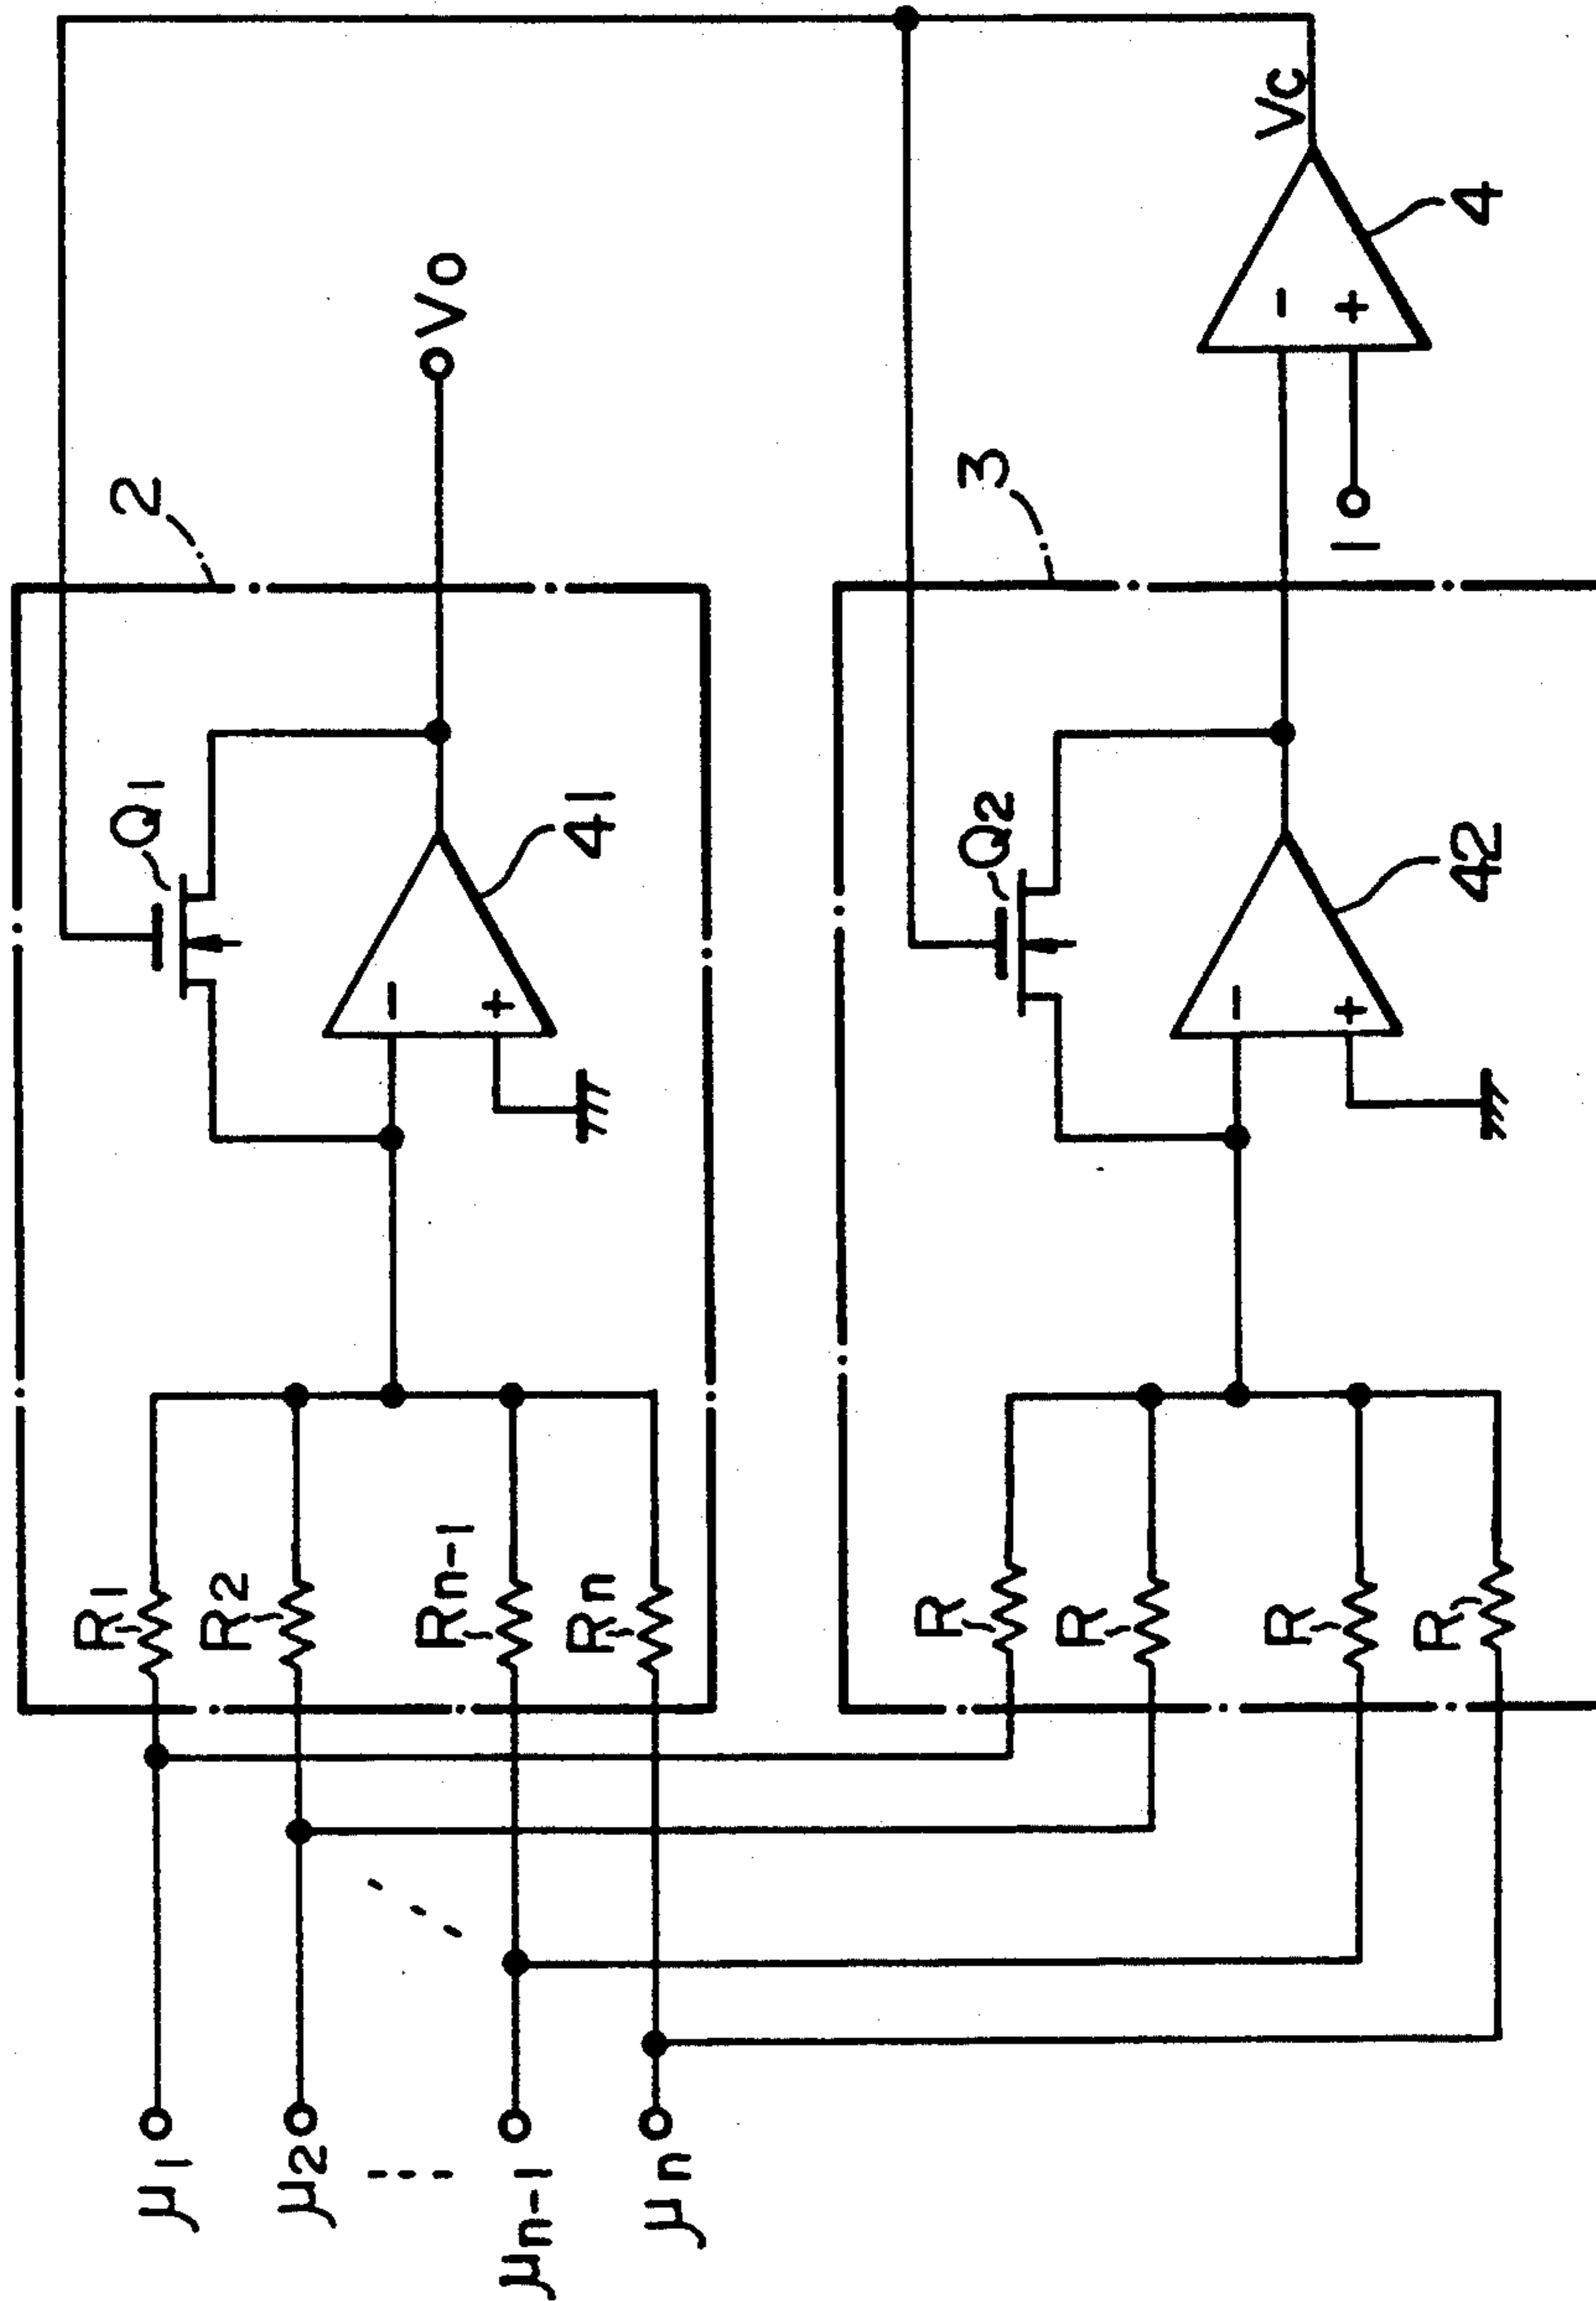 μ1
μ2
μn-1
μn
R1
R2
Rn-1
Rn
Q1
-
+
41
2
Vo
R
R
R
R
Q2
-
+
42
3
-
+
1
4
Vc